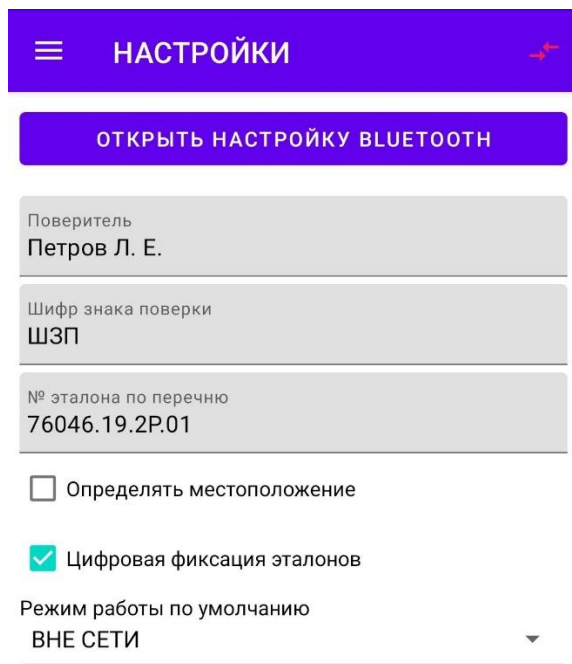 НАСТРОЙКИ
ОТКРЫТЬ НАСТРОЙКУ BLUETOOTH
Поверитель
Петров Л. Е.
Шифр знака поверки
ШЗП
№ эталона по перечню
76046.19.2Р.01
Определять местоположение
Цифровая фиксация эталонов
Режим работы по умолчанию
ВНЕ СЕТИ